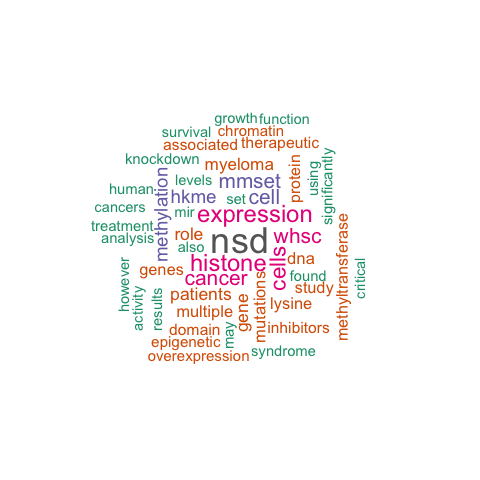 growth function
survival chromatin
associated therapeutic
knockdown myeloma protein using
human levels mmset significantly
methylation hkme set cell
cancers mir expression
treatment role nsd whsc
analysis also cells dna methyltransferase
genes histone found critical
however cancer study
activity results patients gene mutations lysine
multiple
domain may inhibitors
epigenetic
overexpression syndrome